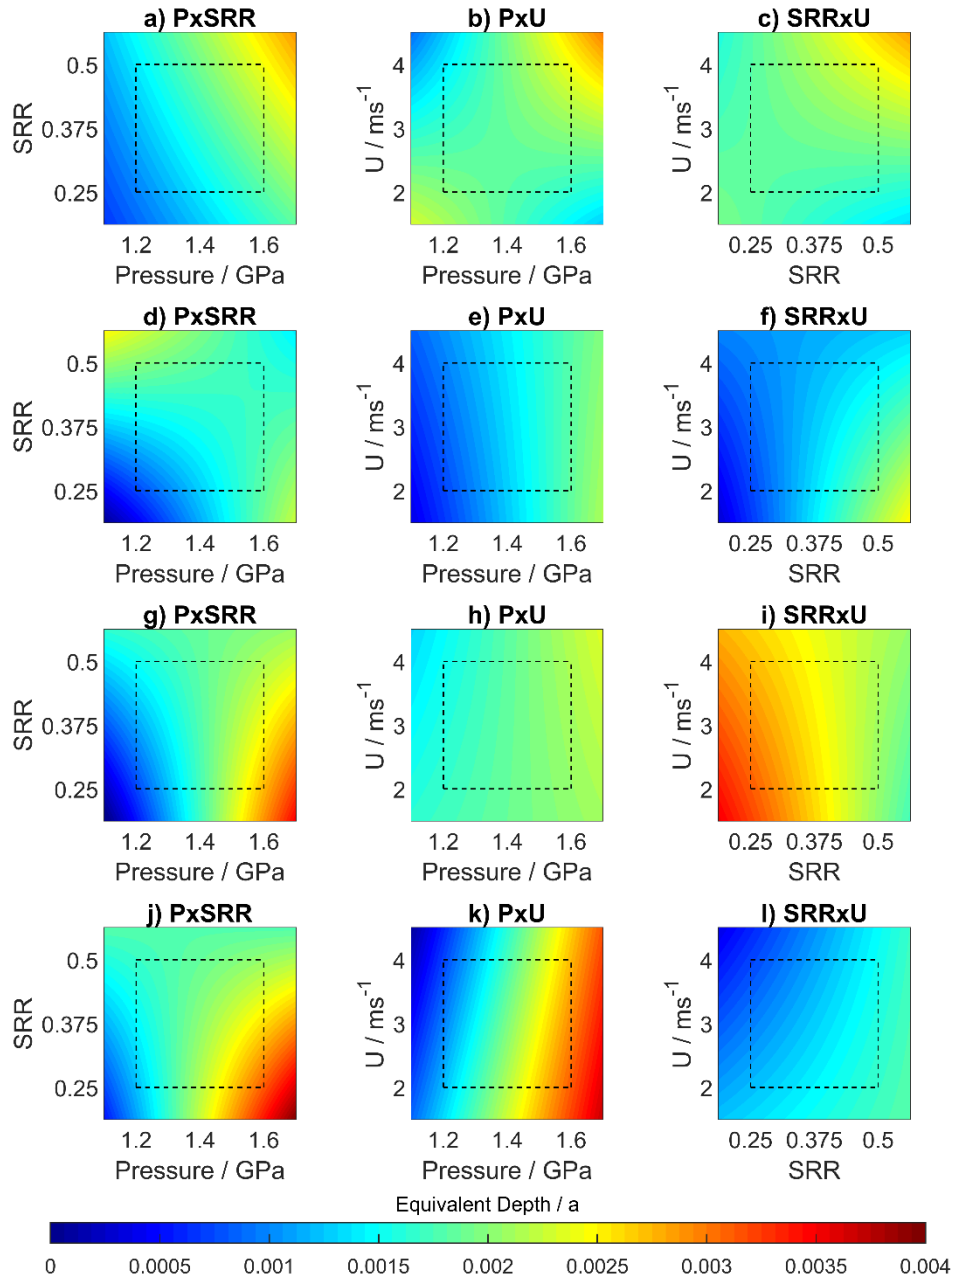 a) PxSRR
b) PxU
c) SRRxU
SRR
0.5
0.375
0.25
U / ms-1
4
3
2
U / ms-1
4
3
2
1.2 1.4 1.6
1.2 1.4 1.6
0.25 0.375 0.5
Pressure / GPa
Pressure / GPa
SRR
d) PxSRR
e) PxU
f) SRRxU
SRR
0.5
0.375
0.25
U / ms-1
4
3
2
U / ms-1
4
3
2
1.2 1.4 1.6
1.2 1.4 1.6
0.25 0.375 0.5
Pressure / GPa
Pressure / GPa
SRR
g) PxSRR
h) PxU
i) SRRxU
SRR
0.5
0.375
0.25
U / ms-1
4
3
2
U / ms-1
4
3
2
1.2 1.4 1.6
1.2 1.4 1.6
0.25 0.375 0.5
Pressure / GPa
Pressure / GPa
SRR
j) PxSRR
k) PxU
l) SRRxU
SRR
0.5
0.375
0.25
U / ms-1
4
3
2
U / ms-1
4
3
2
1.2 1.4 1.6
1.2 1.4 1.6
0.25 0.375 0.5
Pressure / GPa
Pressure / GPa
SRR
Equivalent Depth / a
0 0.0005 0.001 0.0015 0.002 0.0025 0.003 0.0035 0.004